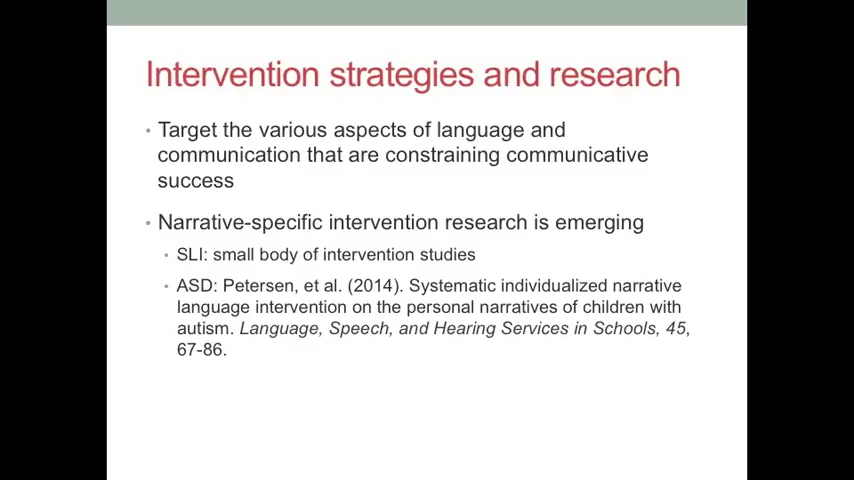 Intervention strategies and research
• Target the various aspects of language and
communication that are constraining communicative
success
• Narrative-specific intervention research is emerging
• SLI: small body of intervention studies
• ASD: Petersen, et al. (2014). Systematic individualized narrative
language intervention on the personal narratives of children with
autism. Language, Speech, and Hearing Services in Schools, 45,
67-86.